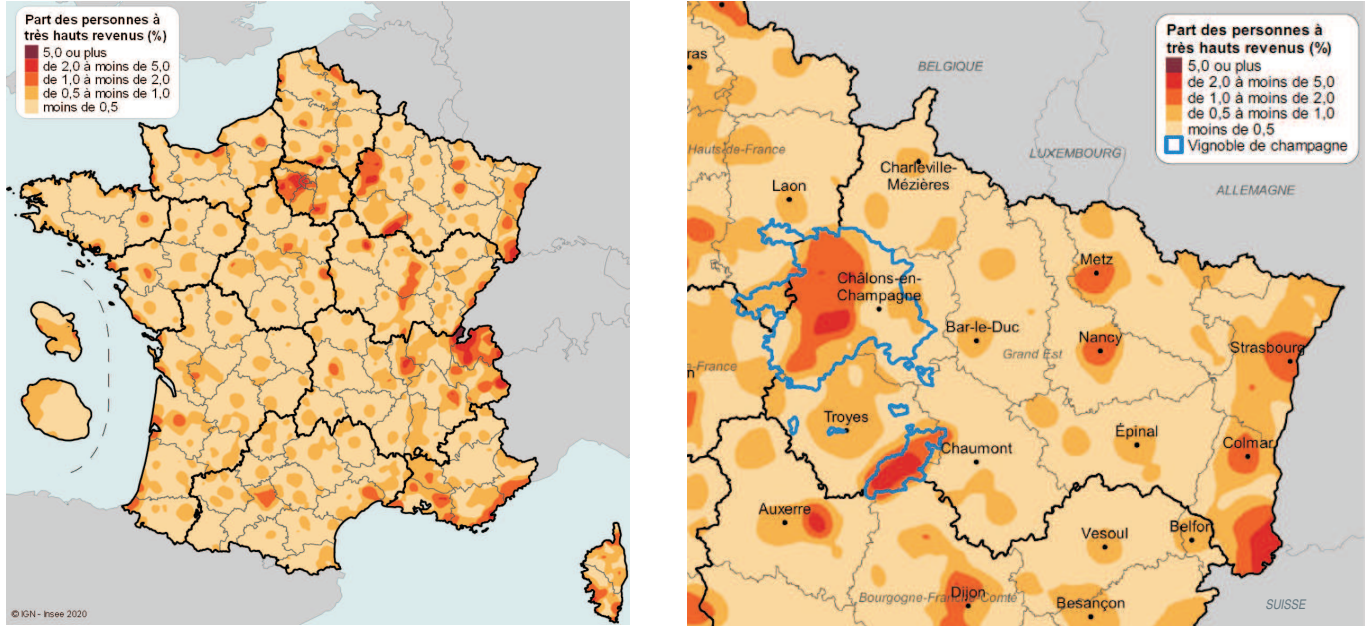 Part des personnes à
très hauts revenus (%)
5,0 ou plus
de 2,0 à moins de 5,0
de 1,0 à moins de 2,0
de 0,5 à moins de 1,0
moins de 0,5
© IGN - Insee 2020
Part des personnes à
très hauts revenus (%)
5,0 ou plus
de 2,0 à moins de 5,0
de 1,0 à moins de 2,0
de 0,5 à moins de 1,0
moins de 0,5
Vignoble de champagne
ras
BELGIQUE
Hauts-de-France
LUXEMBOURG
Charleville-
Mézières
ALLEMAGNE
Laon
Metz
Châlons-en-
Champagne
Bar-le-Duc
Nancy
Strasbourg
Grand Est
-France
n
Troyes
Épinal
Colmar
Chaumont
Auxerre
Vesoul
Belfor
Dijon
Bourgogne-Franche-Comté
Besançon
SUISSE